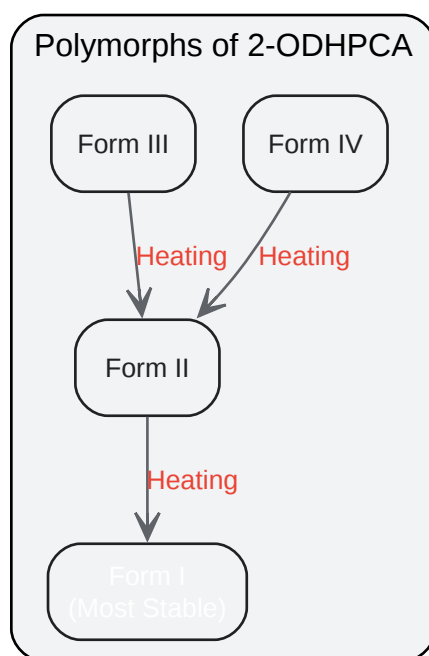 Polymorphs of 2-ODHPCA
Form III
Form IV
Heating
Heating
Form II
Heating
Form I
(Most Stable)